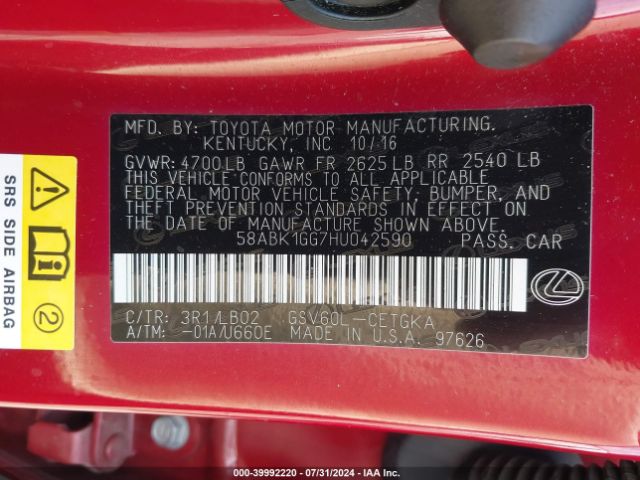 MFD. BY: TOYOTA MOTOR MANUFACTURING.
KENTUCKY, INC 10/16
GVWR: 4700LB GAWR FR 2625LB RR 2540 LB
THIS VEHICLE CONFORMS TO ALL APPLICABLE
FEDERAL MOTOR VEHICLE SAFETY, BUMPER, AND
THEFT PREVENTION STANDARDS IN EFFECT ON
THE DATE OF MANUFACTURE SHOWN ABOVE.
58ABK1GG7HU042590 PASS. CAR
C/TR: 3R1/LB02 GSV60L-CETGKA
A/TM: -01A/U660E MADE IN U.S.A. 97626
SRS SIDE AIRBAG
2
000-39992220 - 07/31/2024 - IAA Inc.